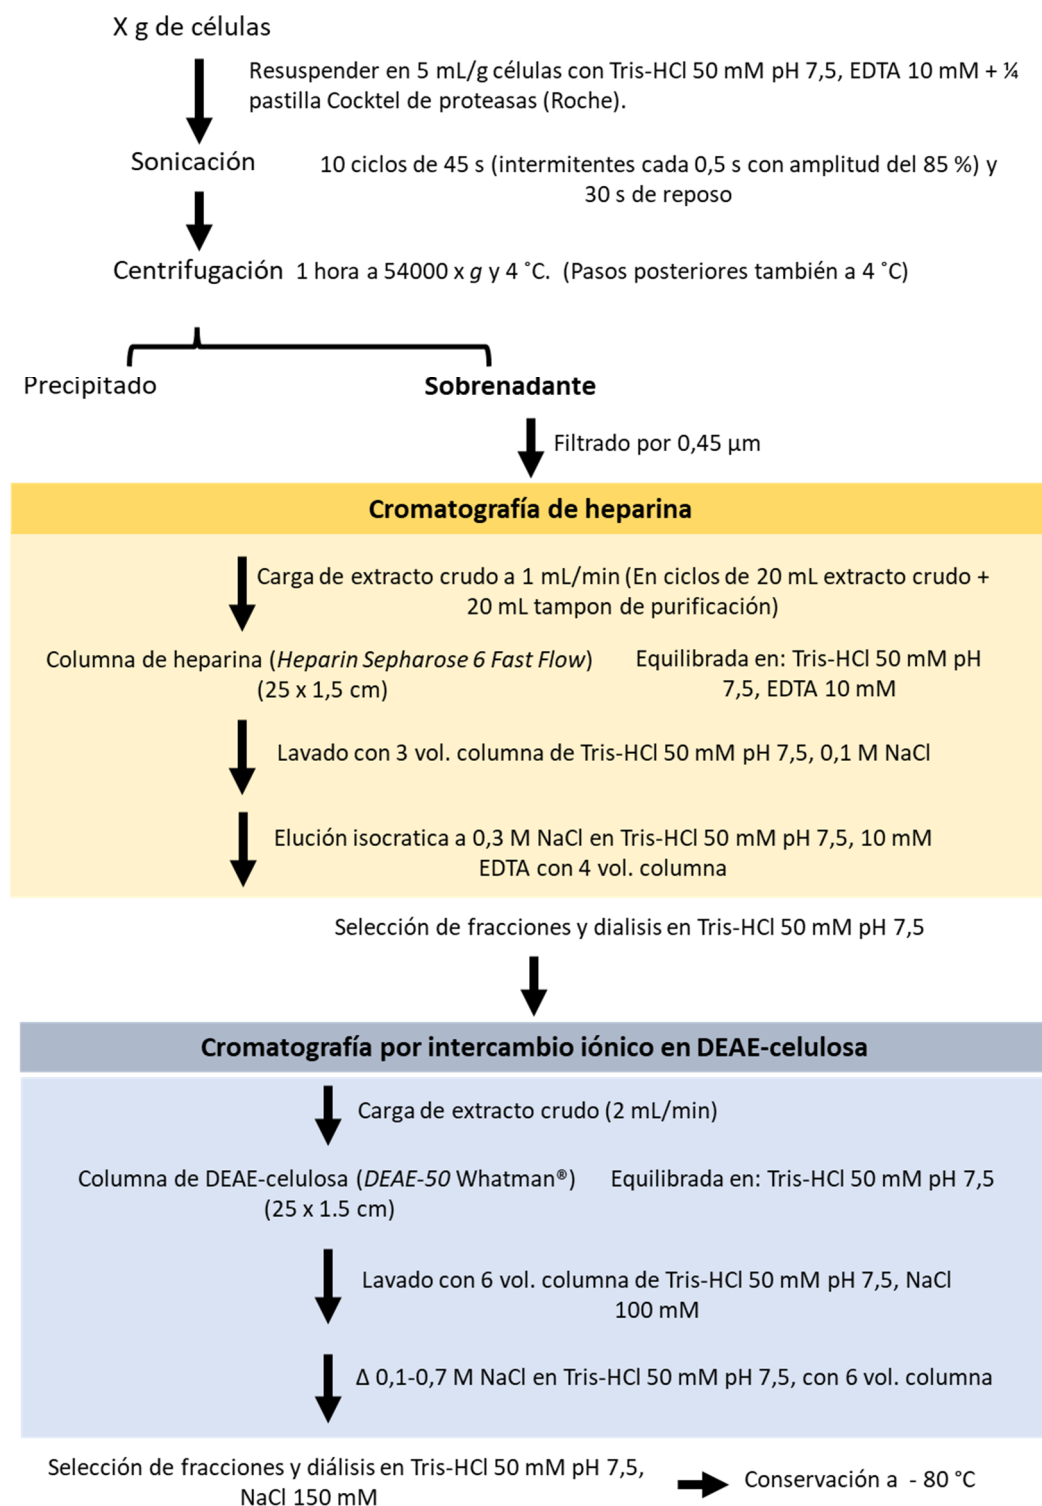 X g de células
Resuspender en 5 mL/g células con Tris-HCl 50 mM pH 7,5, EDTA 10 mM + ¼
pastilla Cocktel de proteasas (Roche).
Sonicación
10 ciclos de 45 s (intermitentes cada 0,5 s con amplitud del 85 %) y
30 s de reposo
Centrifugación 1 hora a 54000 x g y 4 ˚C. (Pasos posteriores también a 4 ˚C)
Precipitado
Sobrenadante
Filtrado por 0,45 µm
Cromatografía de heparina
Carga de extracto crudo a 1 mL/min (En ciclos de 20 mL extracto crudo +
20 mL tampon de purificación)
Columna de heparina (Heparin Sepharose 6 Fast Flow)
(25 x 1,5 cm)
Equilibrada en: Tris-HCl 50 mM pH
7,5, EDTA 10 mM
Lavado con 3 vol. columna de Tris-HCl 50 mM pH 7,5, 0,1 M NaCl
Elución isocratica a 0,3 M NaCl en Tris-HCl 50 mM pH 7,5, 10 mM
EDTA con 4 vol. columna
Selección de fracciones y dialisis en Tris-HCl 50 mM pH 7,5
Cromatografía por intercambio iónico en DEAE-celulosa
Carga de extracto crudo (2 mL/min)
Columna de DEAE-celulosa (DEAE-50 Whatman®)
(25 x 1.5 cm)
Equilibrada en: Tris-HCl 50 mM pH 7,5
Lavado con 6 vol. columna de Tris-HCl 50 mM pH 7,5, NaCl
100 mM
Δ 0,1-0,7 M NaCl en Tris-HCl 50 mM pH 7,5, con 6 vol. columna
Selección de fracciones y diálisis en Tris-HCl 50 mM pH 7,5,
NaCl 150 mM
Conservación a - 80 °C